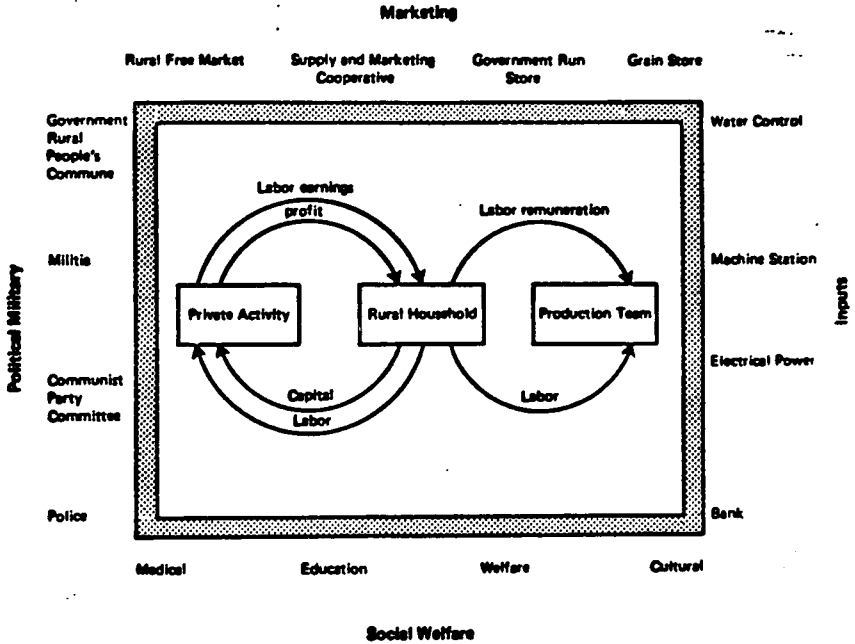 Marketing
Rural Free Market
Supply and Marketing
Cooperative
Government Run
Store
Grain Store
Government
Rural
People's
Commune
Militia
Communist
Party
Committee
Police
Political Military
Labor earnings
profit
Labor remuneration
Private Activity
Rural Household
Production Team
Capital
Labor
Labor
Water Control
Machine Station
Electrical Power
Bank
Inputs
Medical
Education
Welfare
Cultural
Social Welfare